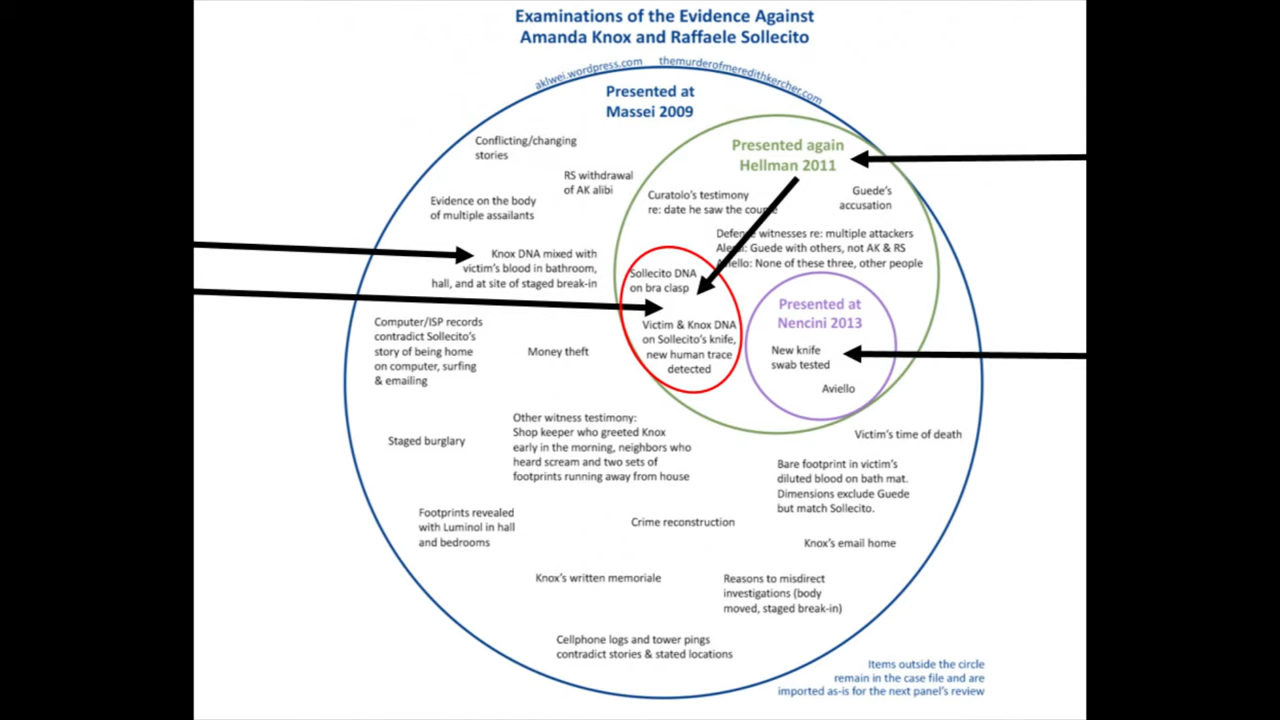 Examinations of the Evidence Against
Amanda Knox and Raffaele Sollecito
aklwei.wordpress.com
themurderofmeredithkercher.com
Presented at
Massei 2009
Conflicting/changing
stories
RS withdrawal
of AK alibi
Evidence on the body
of multiple assailants
Knox DNA mixed with
victim's blood in bathroom,
hall, and at site of staged break-in
Computer/ISP records
contradict Sollecito's
story of being home
on computer, surfing
& emailing
Money theft
Presented again
Hellman 2011
Curatolo's testimony
re: date he saw the couple
Guede's
accusation
Defense witnesses re: multiple attackers
Guede with others, not AK & RS
Aviello: None of these three, other people
Sollecito DNA
on bra clasp
Victim & Knox DNA
on Sollecito's knife,
new human trace
detected
Presented at
Nencini 2013
New knife
swab tested
Aviello
Other witness testimony:
Shop keeper who greeted Knox
early in the morning, neighbors who
heard scream and two sets of
footprints running away from house
Staged burglary
Victim's time of death
Bare footprint in victim's
diluted blood on bath mat.
Dimensions exclude Guede
but match Sollecito.
Footprints revealed
with Luminol in hall
and bedrooms
Crime reconstruction
Knox's email home
Knox's written memoriale
Reasons to misdirect
investigations (body
moved, staged break-in)
Cellphone logs and tower pings
contradict stories & stated locations
Items outside the circle
remain in the case file and are
imported as-is for the next panel's review